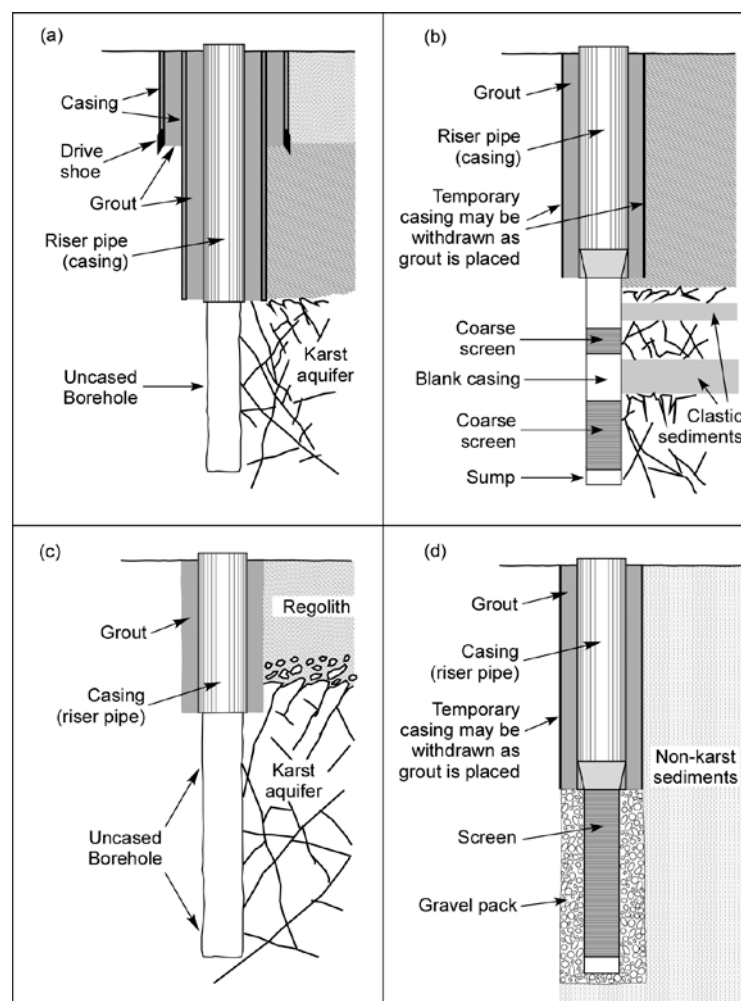 (a)
Casing
Drive
shoe
Grout
Riser pipe
(casing)
Uncased
Borehole
Karst
aquifer
(b)
Grout
Riser pipe
(casing)
Temporary
casing may be
withdrawn as
grout is placed
Coarse
screen
Blank casing
Coarse
screen
Sump
Clastic
sediments
(c)
Grout
Casing
(riser pipe)
Uncased
Borehole
Regolith
Karst
aquifer
(d)
Grout
Casing
(riser pipe)
Temporary
casing may be
withdrawn as
grout is placed
Screen
Gravel pack
Non-karst
sediments